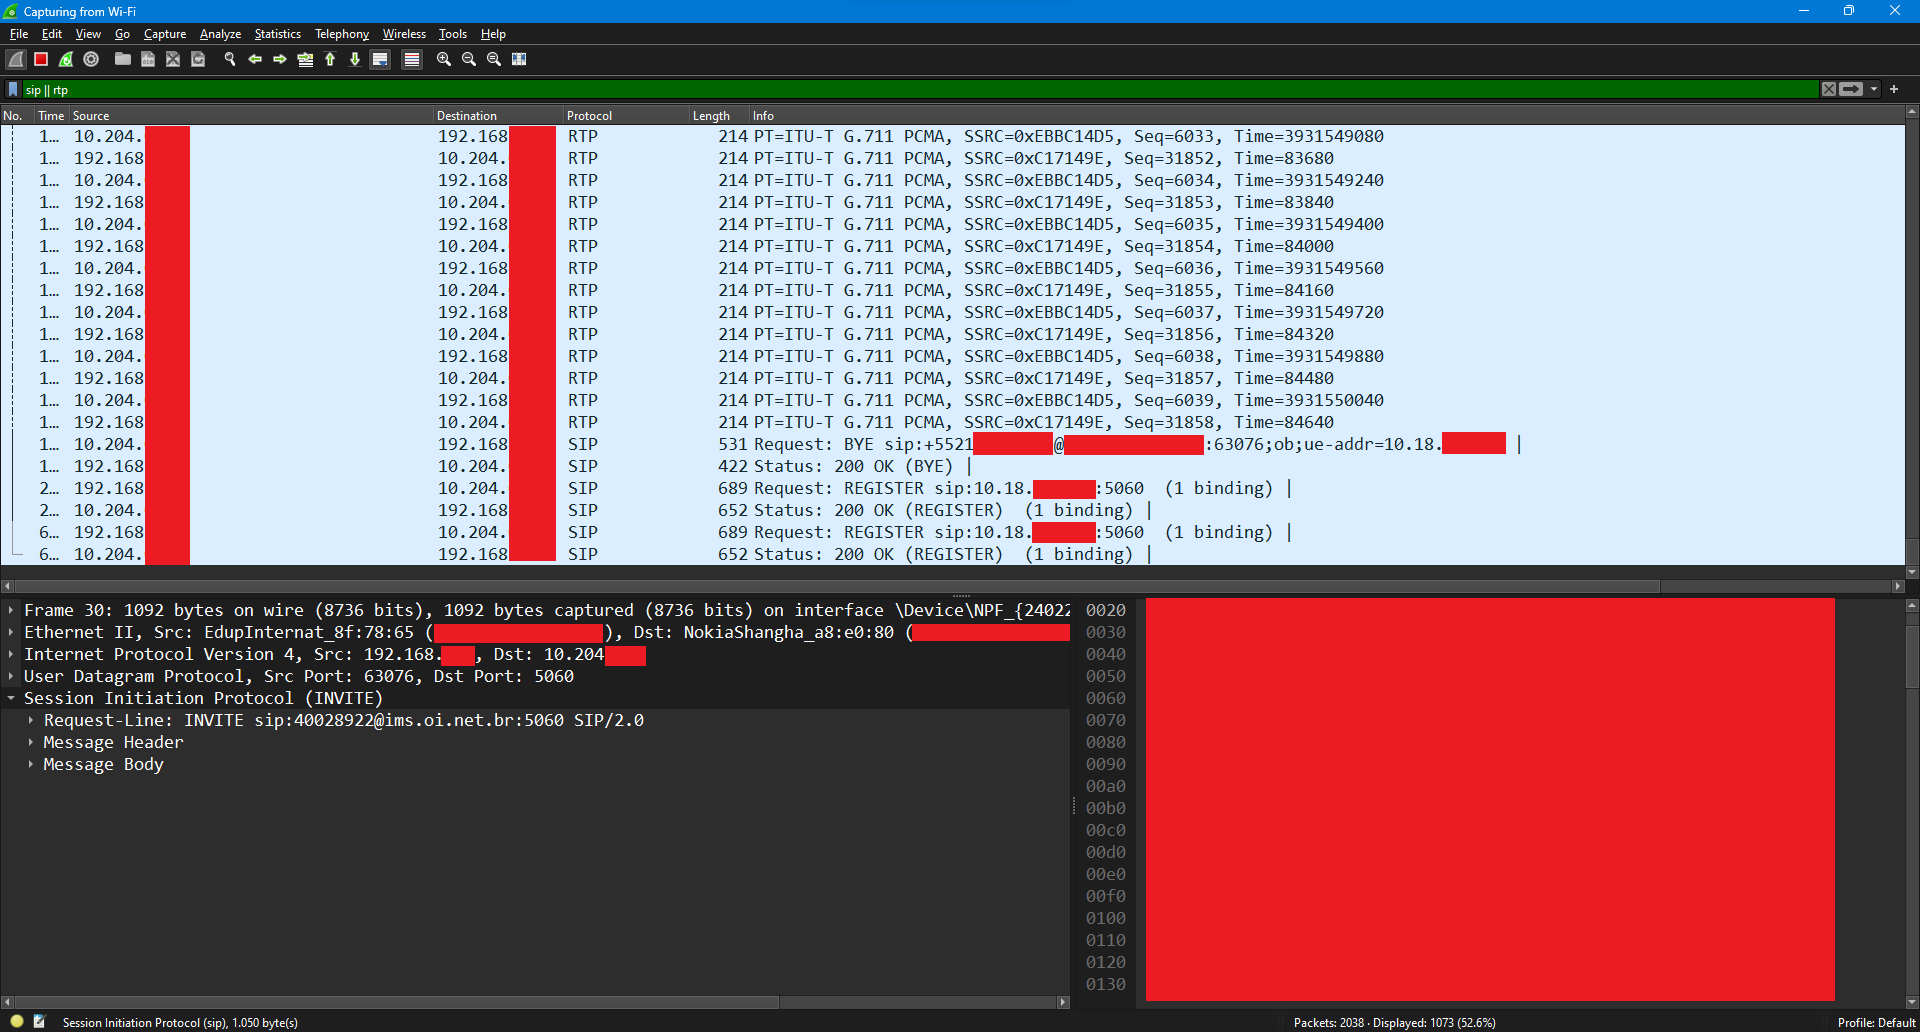 Capturing from Wi-Fi
File Edit View Go Capture Analyze Statistics Telephony Wireless Tools Help
sip || rtp
No. Time Source Destination Protocol Length Info
1... 10.204. 192.168 RTP 214 PT=ITU-T G.711 PCMA, SSRC=0xEBBC14D5, Seq=6033, Time=3931549080
1... 192.168 10.204. RTP 214 PT=ITU-T G.711 PCMA, SSRC=0xC17149E, Seq=31852, Time=83680
1... 10.204. 192.168 RTP 214 PT=ITU-T G.711 PCMA, SSRC=0xEBBC14D5, Seq=6034, Time=3931549240
1... 192.168 10.204. RTP 214 PT=ITU-T G.711 PCMA, SSRC=0xC17149E, Seq=31853, Time=83840
1... 10.204. 192.168 RTP 214 PT=ITU-T G.711 PCMA, SSRC=0xEBBC14D5, Seq=6035, Time=3931549400
1... 192.168 10.204. RTP 214 PT=ITU-T G.711 PCMA, SSRC=0xC17149E, Seq=31854, Time=84000
1... 10.204. 192.168 RTP 214 PT=ITU-T G.711 PCMA, SSRC=0xEBBC14D5, Seq=6036, Time=3931549560
1... 192.168 10.204. RTP 214 PT=ITU-T G.711 PCMA, SSRC=0xC17149E, Seq=31855, Time=84160
1... 10.204. 192.168 RTP 214 PT=ITU-T G.711 PCMA, SSRC=0xEBBC14D5, Seq=6037, Time=3931549720
1... 192.168 10.204. RTP 214 PT=ITU-T G.711 PCMA, SSRC=0xC17149E, Seq=31856, Time=84320
1... 10.204. 192.168 RTP 214 PT=ITU-T G.711 PCMA, SSRC=0xEBBC14D5, Seq=6038, Time=3931549880
1... 192.168 10.204. RTP 214 PT=ITU-T G.711 PCMA, SSRC=0xC17149E, Seq=31857, Time=84480
1... 10.204. 192.168 RTP 214 PT=ITU-T G.711 PCMA, SSRC=0xEBBC14D5, Seq=6039, Time=3931550040
1... 192.168 10.204. RTP 214 PT=ITU-T G.711 PCMA, SSRC=0xC17149E, Seq=31858, Time=84640
1... 10.204. 192.168 SIP 531 Request: BYE sip:+5521 @ :63076;ob;ue-addr=10.18. |
1... 192.168 10.204. SIP 422 Status: 200 OK (BYE) |
2... 192.168 10.204. SIP 689 Request: REGISTER sip:10.18. :5060 (1 binding) |
2... 10.204. 192.168 SIP 652 Status: 200 OK (REGISTER) (1 binding) |
6... 192.168 10.204. SIP 689 Request: REGISTER sip:10.18. :5060 (1 binding) |
6... 10.204. 192.168 SIP 652 Status: 200 OK (REGISTER) (1 binding) |
Frame 30: 1092 bytes on wire (8736 bits), 1092 bytes captured (8736 bits) on interface \Device\NPF_{24022
Ethernet II, Src: EdupInternat_8f:78:65 ( ), Dst: NokiaShangha_a8:e0:80 (
Internet Protocol Version 4, Src: 192.168. , Dst: 10.204
User Datagram Protocol, Src Port: 63076, Dst Port: 5060
Session Initiation Protocol (INVITE)
Request-Line: INVITE sip:40028922@ims.oi.net.br:5060 SIP/2.0
Message Header
Message Body
0020
0030
0040
0050
0060
0070
0080
0090
00a0
00b0
00c0
00d0
00e0
00f0
0100
0110
0120
0130
Session Initiation Protocol (sip), 1.050 byte(s)
Packets: 2038 · Displayed: 1073 (52.6%)
Profile: Default